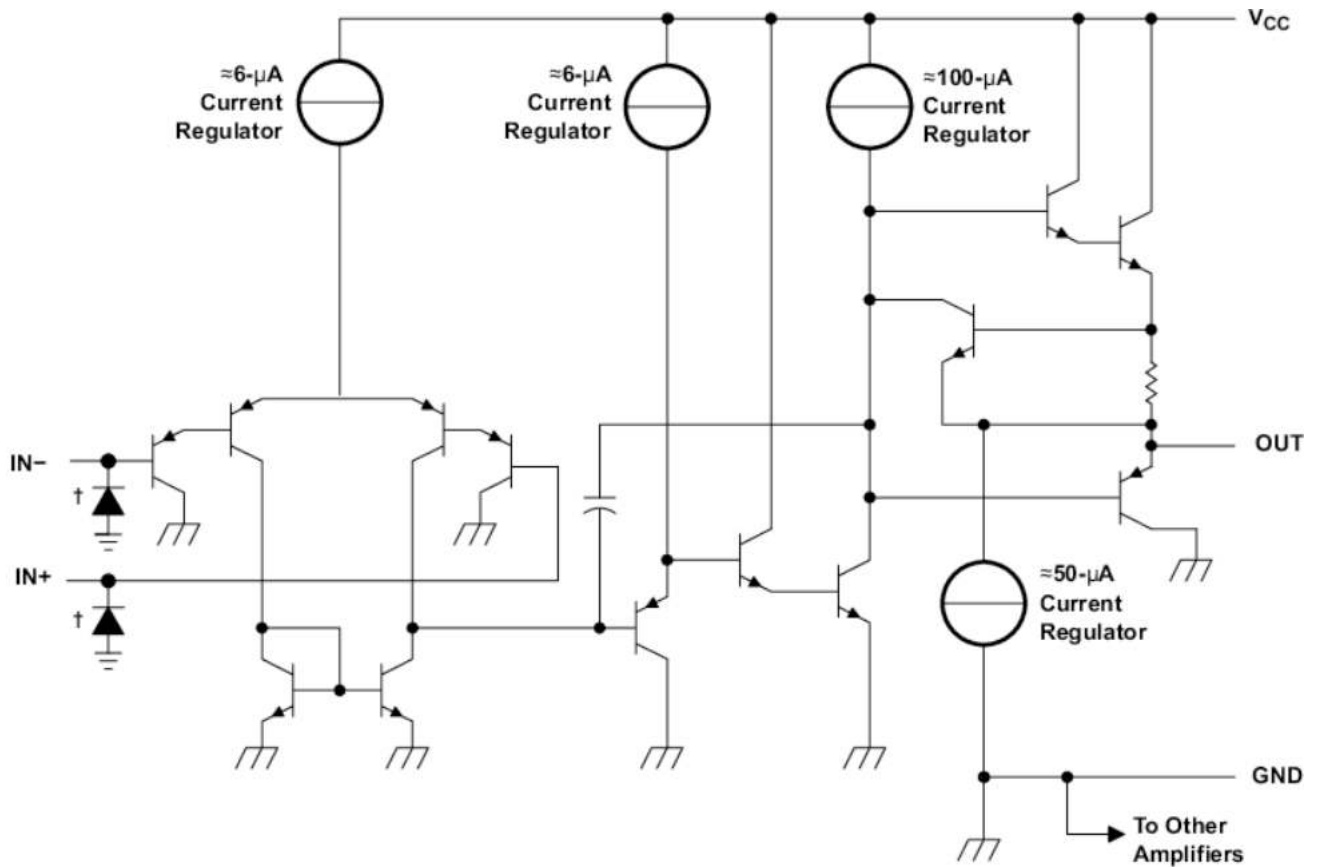 VCC
≈6-µA
Current
Regulator
≈6-µA
Current
Regulator
≈100-µA
Current
Regulator
IN−
†
OUT
IN+
†
≈50-µA
Current
Regulator
GND
To Other
Amplifiers